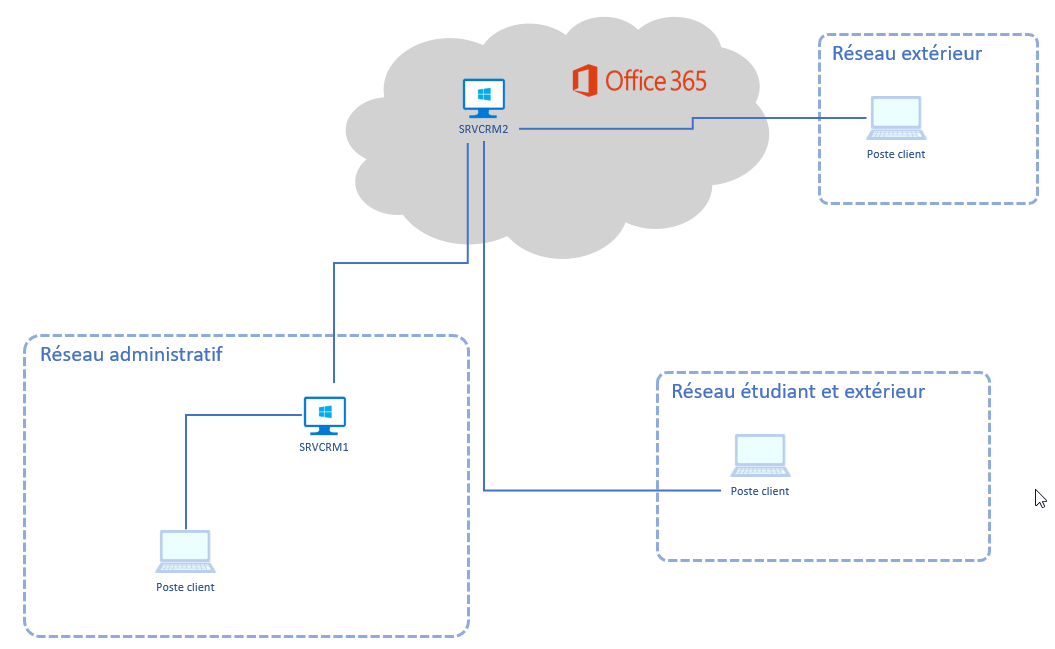 Office 365
Réseau extérieur
SRVCRM2
Poste client
Réseau administratif
SRVCRM1
Poste client
Réseau étudiant et extérieur
Poste client